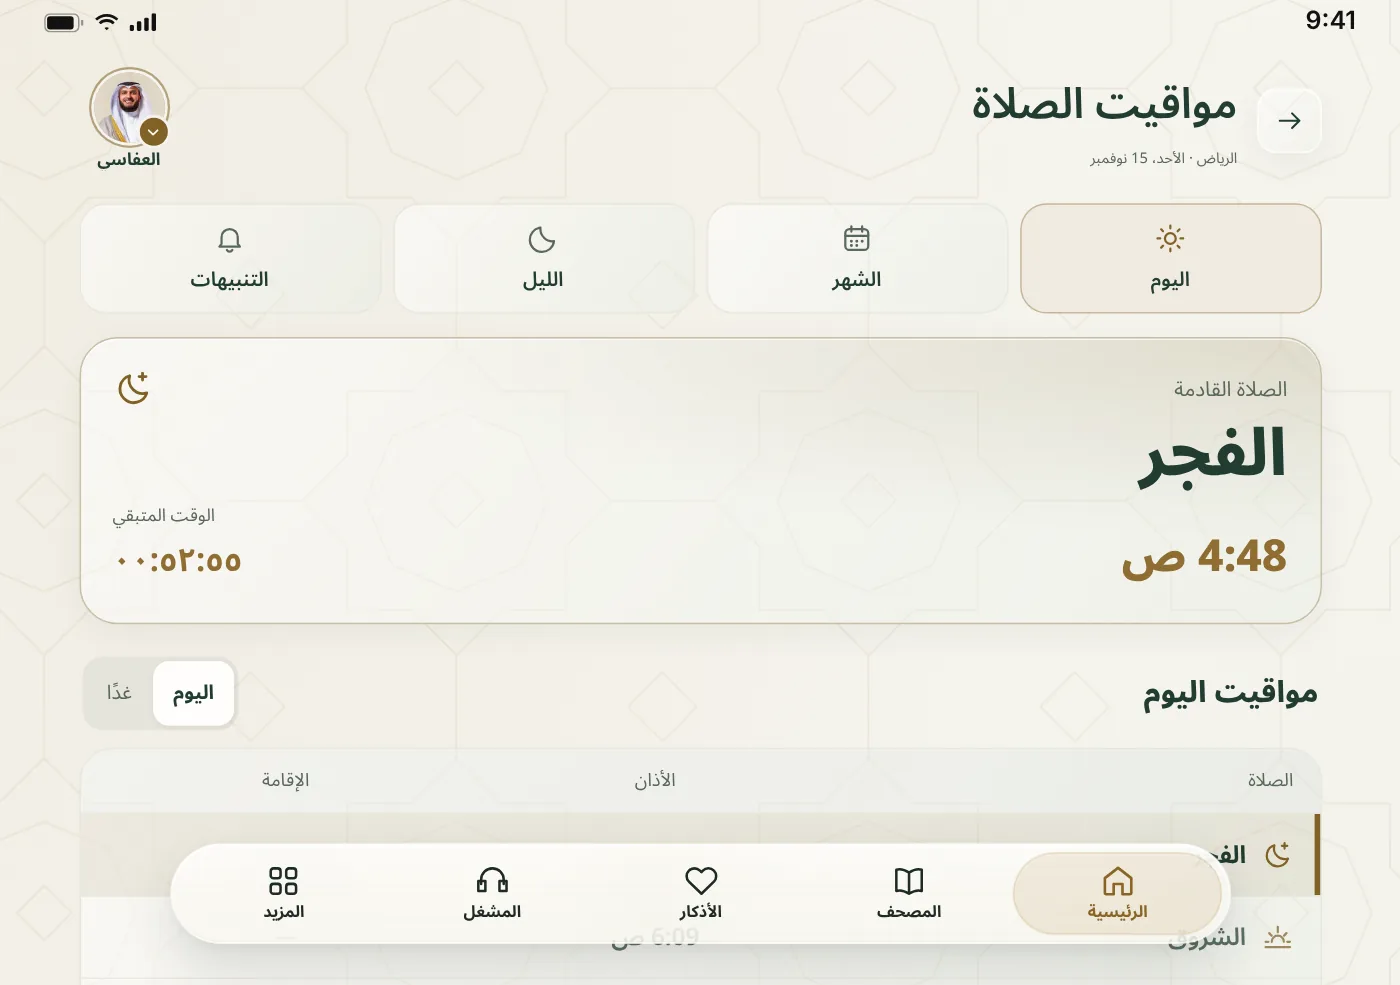 9:41
مواقيت الصلاة
الرياض · الأحد، 15 نوفمبر
العفاسي
اليوم
الشهر
الليل
التنبيهات
الصلاة القادمة
الفجر
4:48 ص
الوقت المتبقي
٠٠:٥٢:٥٥
مواقيت اليوم
اليوم
غدًا
الصلاة
الأذان
الإقامة
الشروق
6:09 ص
الرئيسية
المصحف
الأذكار
المشغل
المزيد